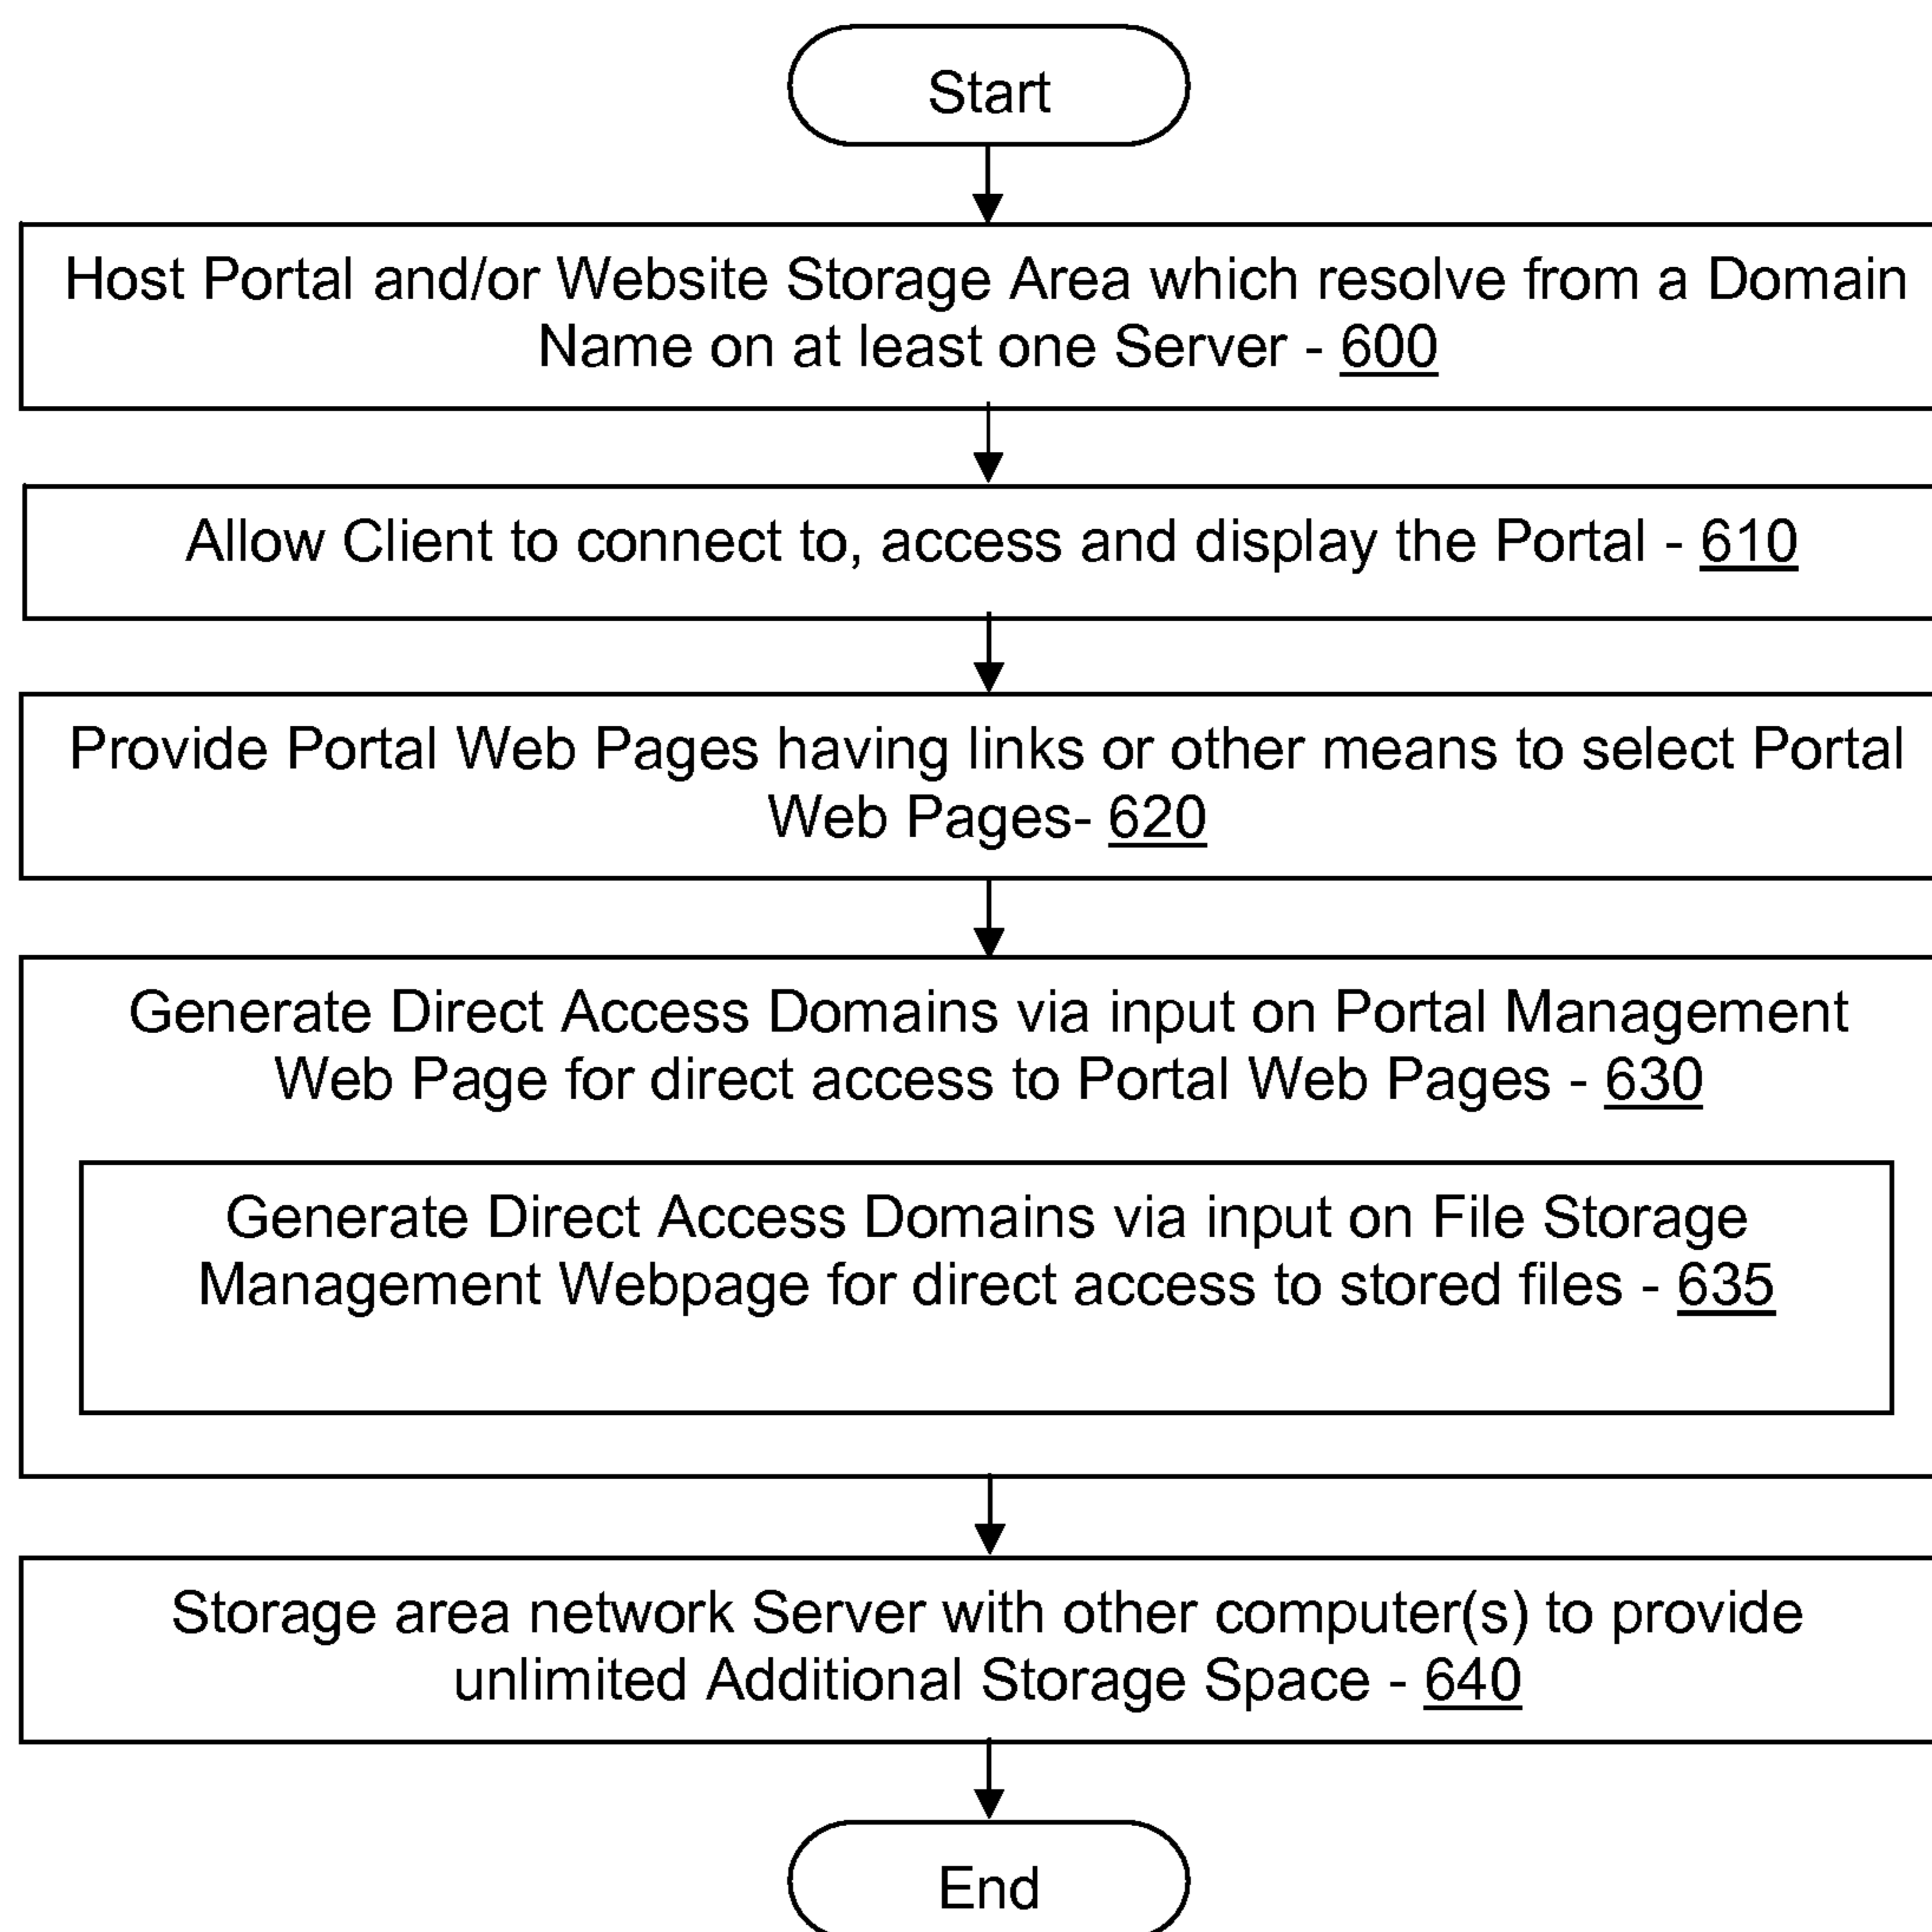 Start
Host Portal and/or Website Storage Area which resolve from a Domain
Name on at least one Server - 600
Allow Client to connect to, access and display the Portal - 610
Provide Portal Web Pages having links or other means to select Portal
Web Pages- 620
Generate Direct Access Domains via input on Portal Management
Web Page for direct access to Portal Web Pages - 630
Generate Direct Access Domains via input on File Storage
Management Webpage for direct access to stored files - 635
Storage area network Server with other computer(s) to provide
unlimited Additional Storage Space - 640
End